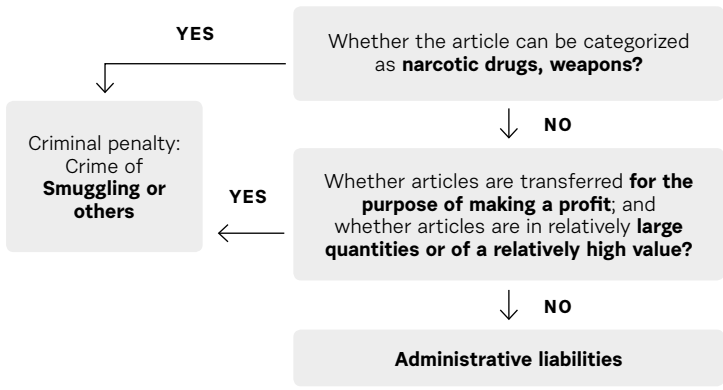 YES
Whether the article can be categorized
as narcotic drugs, weapons?
NO
Criminal penalty:
Crime of
Smuggling or
others
YES
Whether articles are transferred for the
purpose of making a profit; and
whether articles are in relatively large
quantities or of a relatively high value?
NO
Administrative liabilities